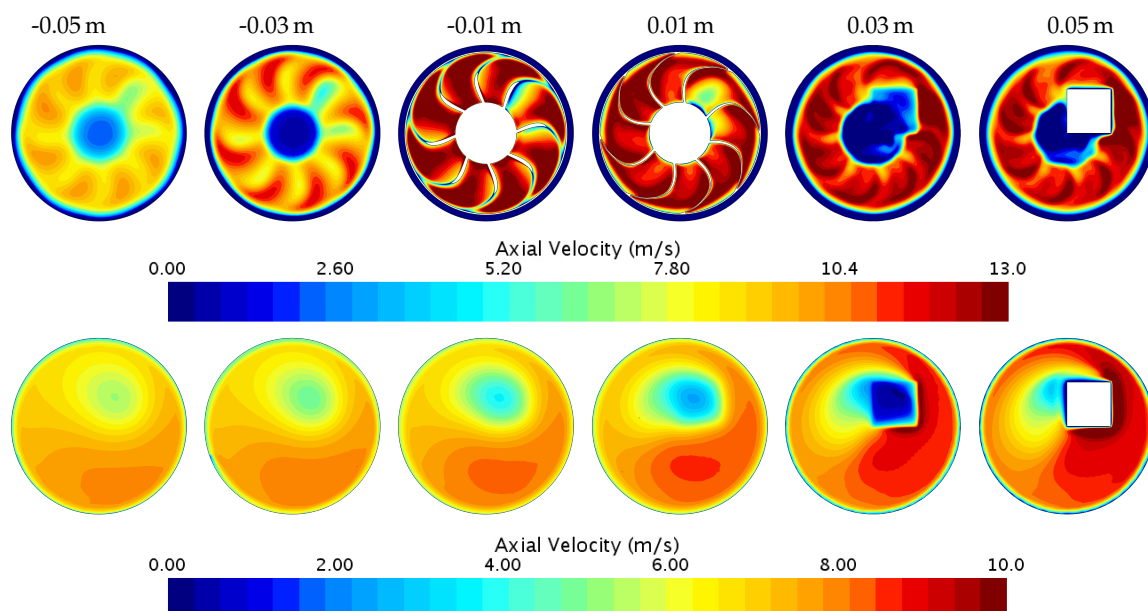 -0.05 m -0.03 m -0.01 m 0.01 m 0.03 m 0.05 m
Axial Velocity (m/s)
0.00 2.60 5.20 7.80 10.4 13.0
Axial Velocity (m/s)
0.00 2.00 4.00 6.00 8.00 10.0